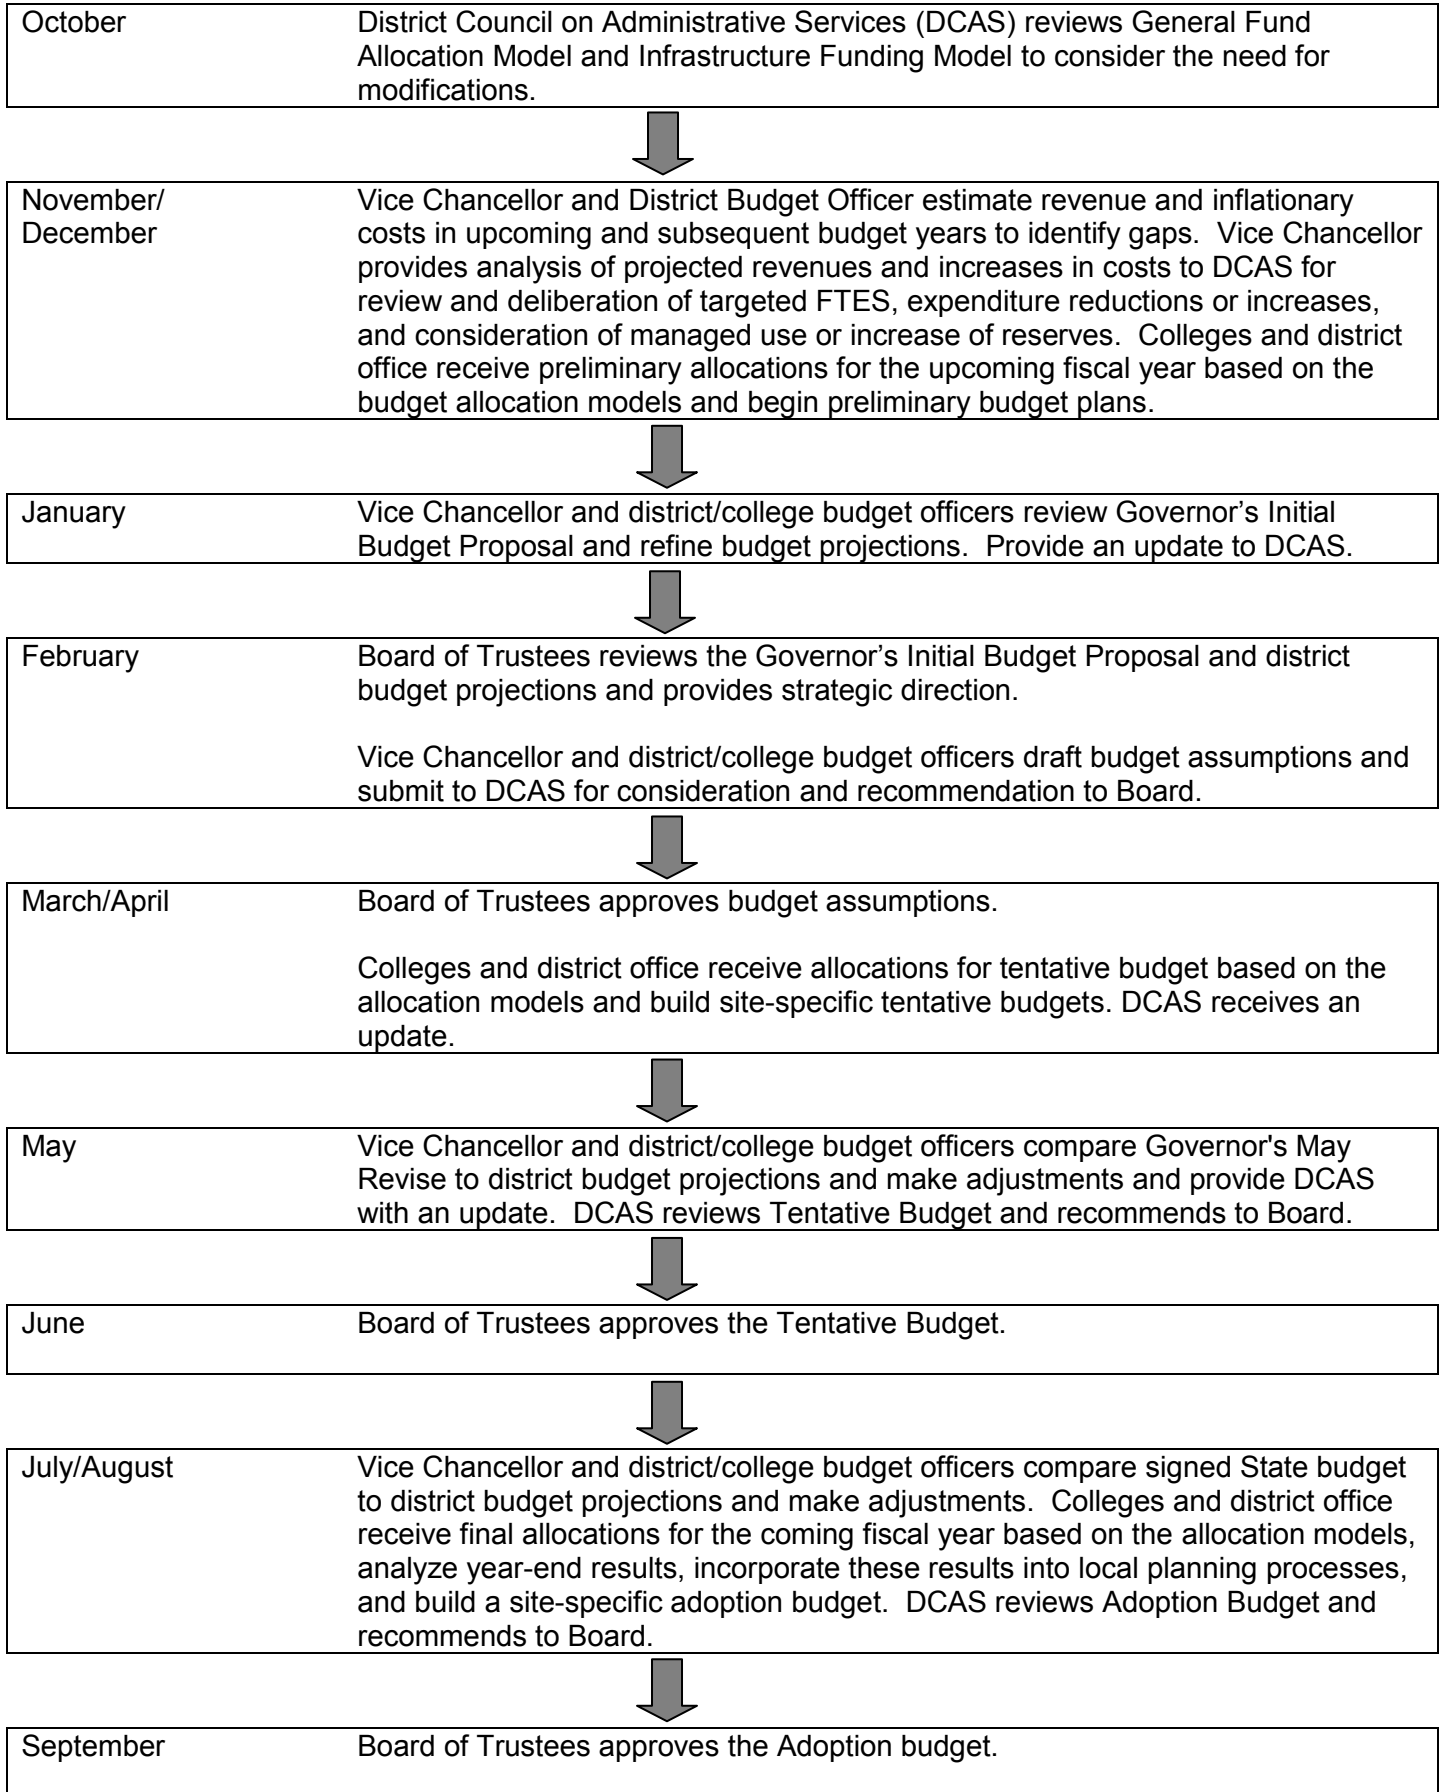 October District Council on Administrative Services (DCAS) reviews General Fund
Allocation Model and Infrastructure Funding Model to consider the need for
modifications.
November/ Vice Chancellor and District Budget Officer estimate revenue and inflationary
December costs in upcoming and subsequent budget years to identify gaps.  Vice Chancellor
provides analysis of projected revenues and increases in costs to DCAS for
review and deliberation of targeted FTES, expenditure reductions or increases,
and consideration of managed use or increase of reserves.  Colleges and district
office receive preliminary allocations for the upcoming fiscal year based on the
budget allocation models and begin preliminary budget plans.
January Vice Chancellor and district/college budget officers review Governor’s Initial
Budget Proposal and refine budget projections.  Provide an update to DCAS.
February Board of Trustees reviews the Governor’s Initial Budget Proposal and district
budget projections and provides strategic direction.
Vice Chancellor and district/college budget officers draft budget assumptions and
submit to DCAS for consideration and recommendation to Board.
March/April Board of Trustees approves budget assumptions.
Colleges and district office receive allocations for tentative budget based on the
allocation models and build site-specific tentative budgets. DCAS receives an
update.
May Vice Chancellor and district/college budget officers compare Governor's May
Revise to district budget projections and make adjustments and provide DCAS
with an update.  DCAS reviews Tentative Budget and recommends to Board.
June Board of Trustees approves the Tentative Budget.
July/August Vice Chancellor and district/college budget officers compare signed State budget
to district budget projections and make adjustments.  Colleges and district office
receive final allocations for the coming fiscal year based on the allocation models,
analyze year-end results, incorporate these results into local planning processes,
and build a site-specific adoption budget.  DCAS reviews Adoption Budget and
recommends to Board.
September Board of Trustees approves the Adoption budget.